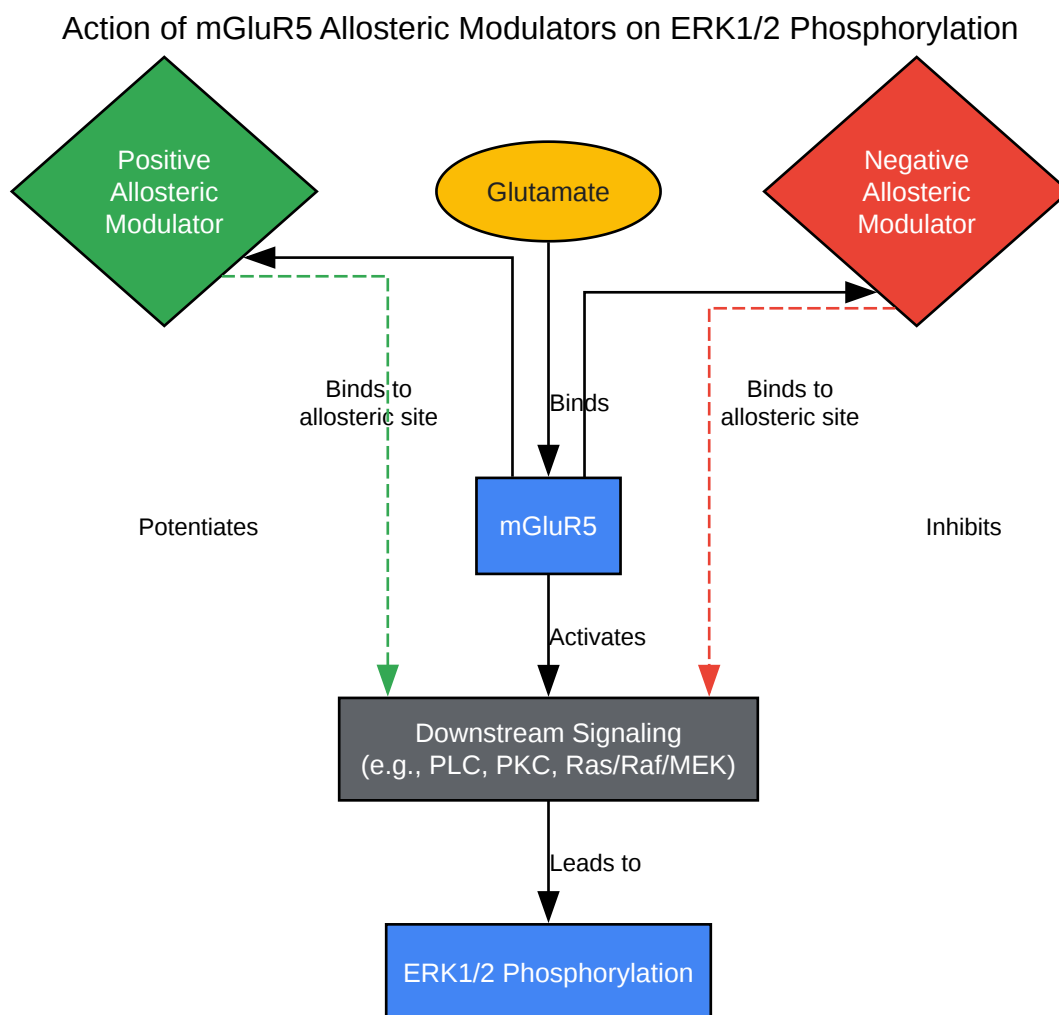 Action of mGluR5 Allosteric Modulators on ERK1/2 Phosphorylation
Positive
Allosteric
Modulator
Glutamate
Negative
Allosteric
Modulator
Binds to
allosteric site
Binds
Binds to
allosteric site
Potentiates
mGluR5
Inhibits
Activates
Downstream Signaling
(e.g., PLC, PKC, Ras/Raf/MEK)
Leads to
ERK1/2 Phosphorylation